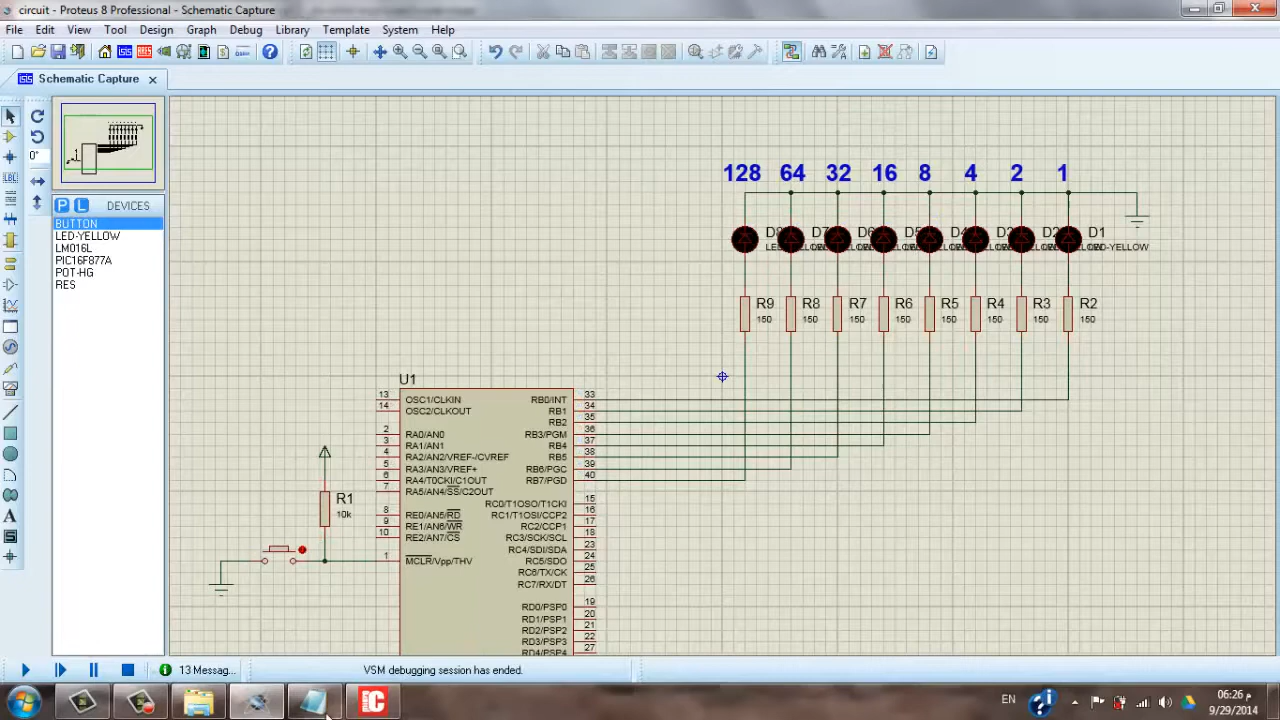 circuit - Proteus 8 Professional - Schematic Capture
File Edit View Tool Design Graph Debug Library Template System Help
Schematic Capture
0°
P L DEVICES
BUTTON
LED-YELLOW
LM016L
PIC16F877A
POT-HG
RES
LBL
A
128 64 32 16 8 4 2 1
D1
LED-YELLOW
R9 R8 R7 R6 R5 R4 R3 R2
150 150 150 150 150 150 150 150
U1
13 OSC1/CLKIN RB0/INT 33
14 OSC2/CLKOUT RB1 34
RB2 35
2 RA0/AN0 RB3/PGM 36
3 RA1/AN1 RB4 37
4 RA2/AN2/VREF-/CVREF RB5 38
5 RA3/AN3/VREF+ RB6/PGC 39
6 RA4/T0CKI/C1OUT RB7/PGD 40
7 RA5/AN4/SS/C2OUT
RC0/T1OSO/T1CKI 15
8 RE0/AN5/RD RC1/T1OSI/CCP2 16
9 RE1/AN6/WR RC2/CCP1 17
10 RE2/AN7/CS RC3/SCK/SCL 18
RC4/SDI/SDA 23
1 MCLR/Vpp/THV RC5/SDO 24
RC6/TX/CK 25
RC7/RX/DT 26
RD0/PSP0 19
RD1/PSP1 20
RD2/PSP2 21
RD3/PSP3 22
RD4/PSP4 27
R1
10k
13 Messag...
VSM debugging session has ended.
EN
06:26 م
9/29/2014